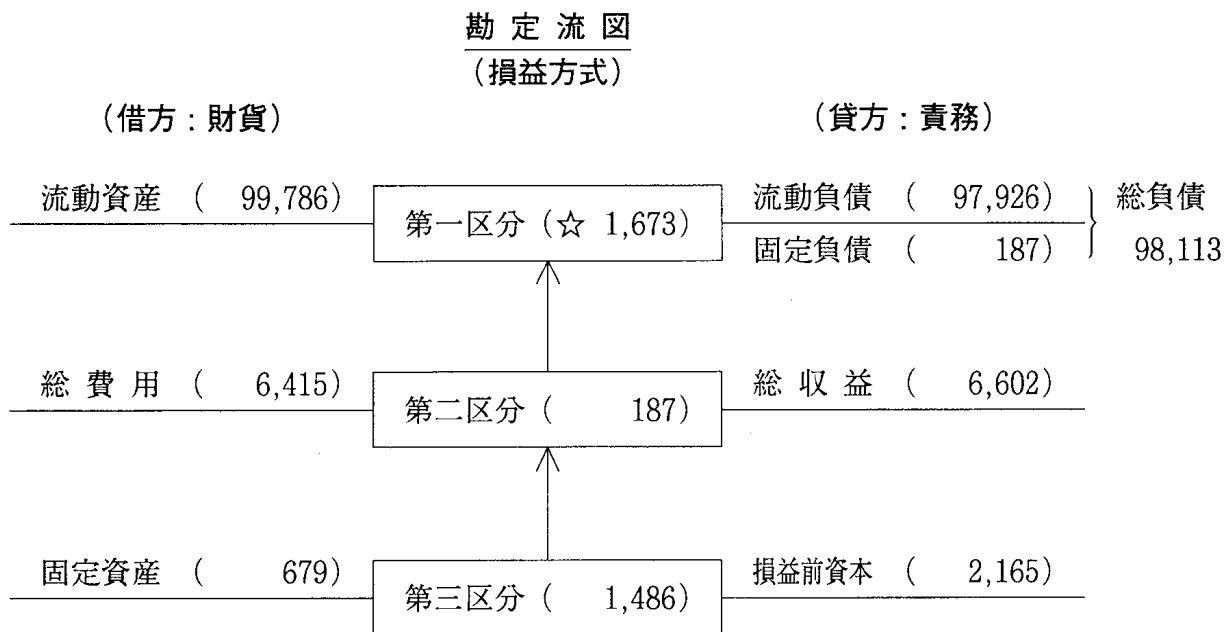 勘定流図
(損益方式)
(借方：財貨) (貸方：責務)
流動資産 ( 99,786) 第一区分 (☆ 1,673) 流動負債 ( 97,926) 総負債
固定負債 ( 187) 98,113
総費用 ( 6,415) 第二区分 ( 187) 総収益 ( 6,602)
固定資産 ( 679) 第三区分 ( 1,486) 損益前資本 ( 2,165)